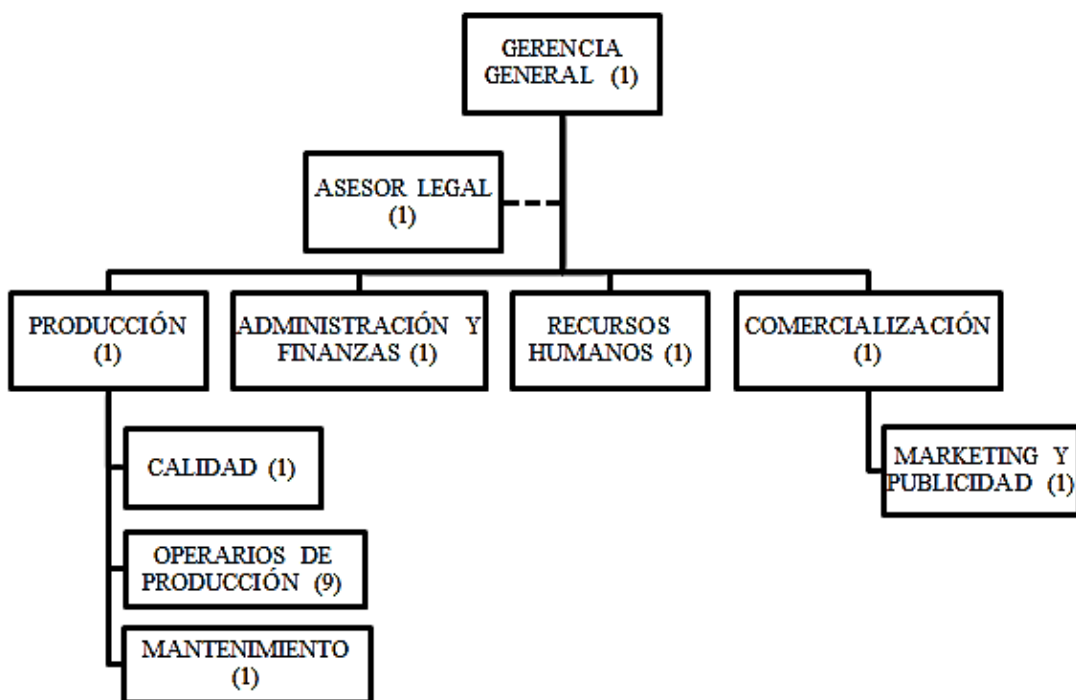 GERENCIA
GENERAL (1)
ASESOR LEGAL
(1)
PRODUCCIÓN
(1)
ADMINISTRACIÓN Y
FINANZAS (1)
RECURSOS
HUMANOS (1)
COMERCIALIZACIÓN
(1)
CALIDAD (1)
OPERARIOS DE
PRODUCCIÓN (9)
MANTENIMIENTO
(1)
MARKETING Y
PUBLICIDAD (1)